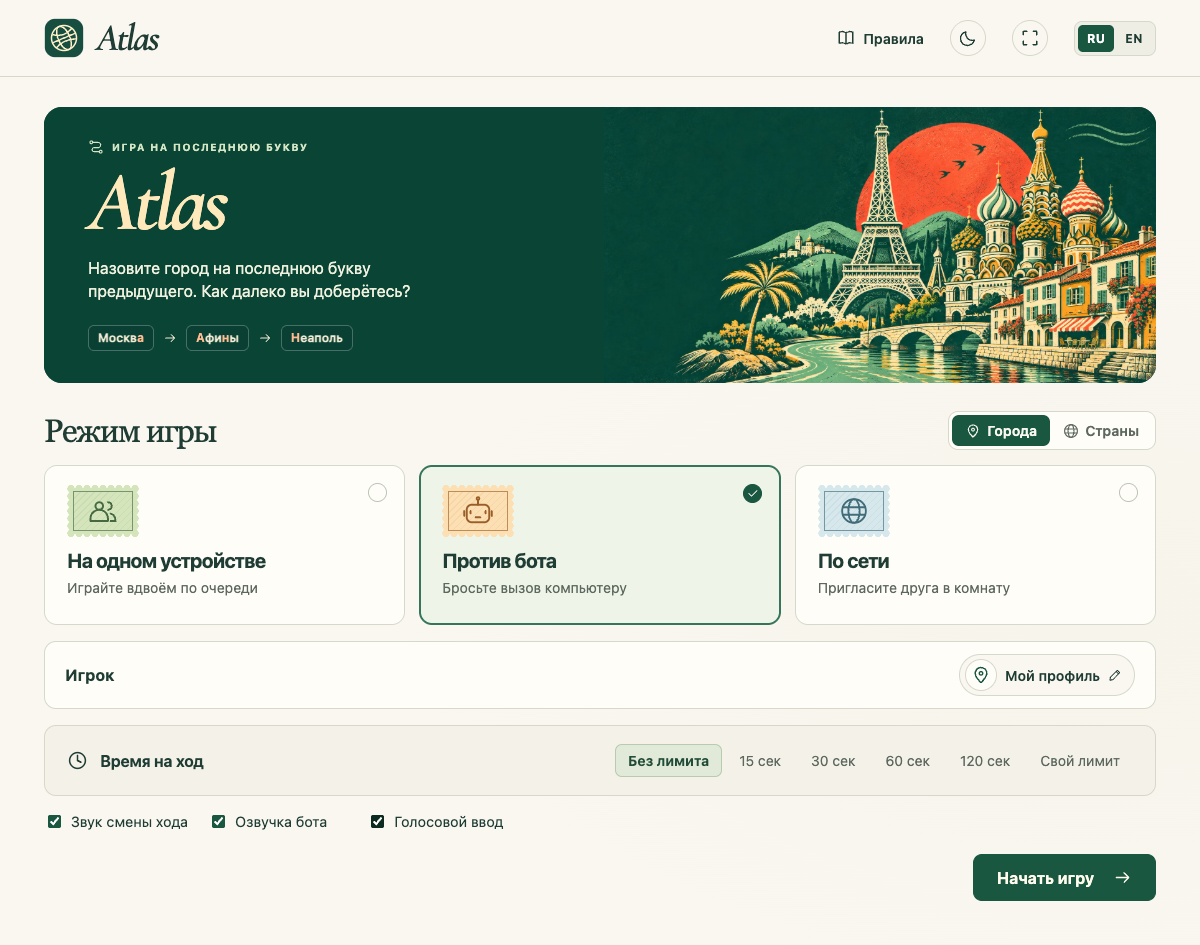 Atlas
Правила
RU EN
ИГРА НА ПОСЛЕДНЮЮ БУКВУ
Atlas
Назовите город на последнюю букву
предыдущего. Как далеко вы доберётесь?
Москва → Афины → Неаполь
Режим игры
Города Страны
На одном устройстве
Играйте вдвоём по очереди
Против бота
Бросьте вызов компьютеру
По сети
Пригласите друга в комнату
Игрок
Мой профиль
Время на ход
Без лимита 15 сек 30 сек 60 сек 120 сек Свой лимит
Звук смены хода Озвучка бота Голосовой ввод
Начать игру →